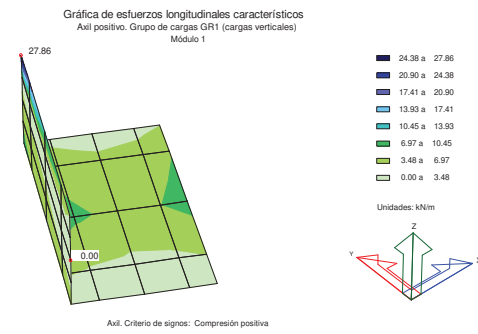 Gráfica de esfuerzos longitudinales característicos
Axil positivo. Grupo de cargas GR1 (cargas verticales)
Módulo 1
27.86
24.38 a 27.86
20.90 a 24.38
17.41 a 20.90
13.93 a 17.41
10.45 a 13.93
6.97 a 10.45
3.48 a 6.97
0.00 a 3.48
Unidades: kN/m
0.00
Z
Y
X
Axil. Criterio de signos: Compresión positiva